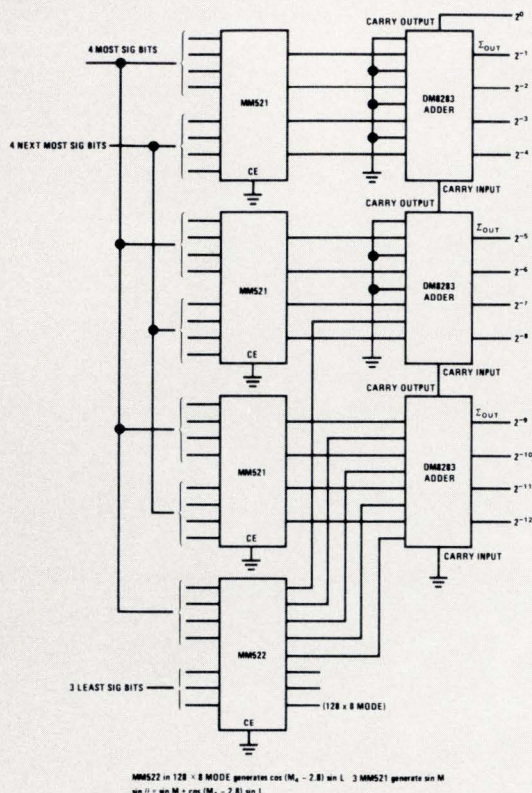 CARRY OUTPUT
2⁰
4 MOST SIG BITS
MM521
DM8283
ADDER
ΣOUT
2⁻¹
2⁻²
2⁻³
2⁻⁴
4 NEXT MOST SIG BITS
CE
CARRY INPUT
CARRY OUTPUT
MM521
DM8283
ADDER
ΣOUT
2⁻⁵
2⁻⁶
2⁻⁷
2⁻⁸
CE
CARRY INPUT
CARRY OUTPUT
MM521
DM8283
ADDER
ΣOUT
2⁻⁹
2⁻¹⁰
2⁻¹¹
2⁻¹²
CE
CARRY INPUT
MM522
3 LEAST SIG BITS
(128 x 8 MODE)
CE
MM522 in 128 × 8 MODE generates cos (M₄ – 2.8) sin L 3 MM521 generate sin M